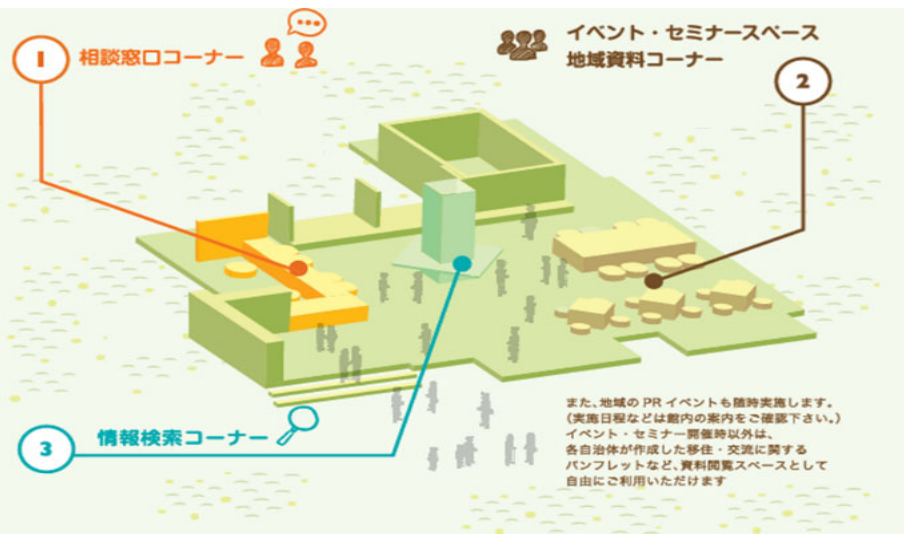 1
相談窓口コーナー
イベント・セミナースペース
地域資料コーナー
2
3
情報検索コーナー
また、地域のPRイベントも随時実施します。
(実施日程などは館内の案内をご確認下さい。)
イベント・セミナー開催時以外は、
各自治体が作成した移住・交流に関する
パンフレットなど、資料閲覧スペースとして
自由にご利用いただけます